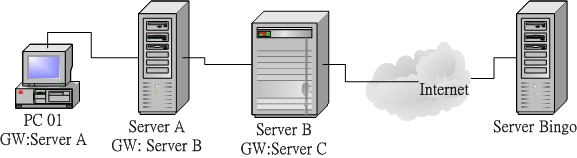 PC 01
GW:Server A
Server A
GW: Server B
Server B
GW:Server C
Internet
Server Bingo